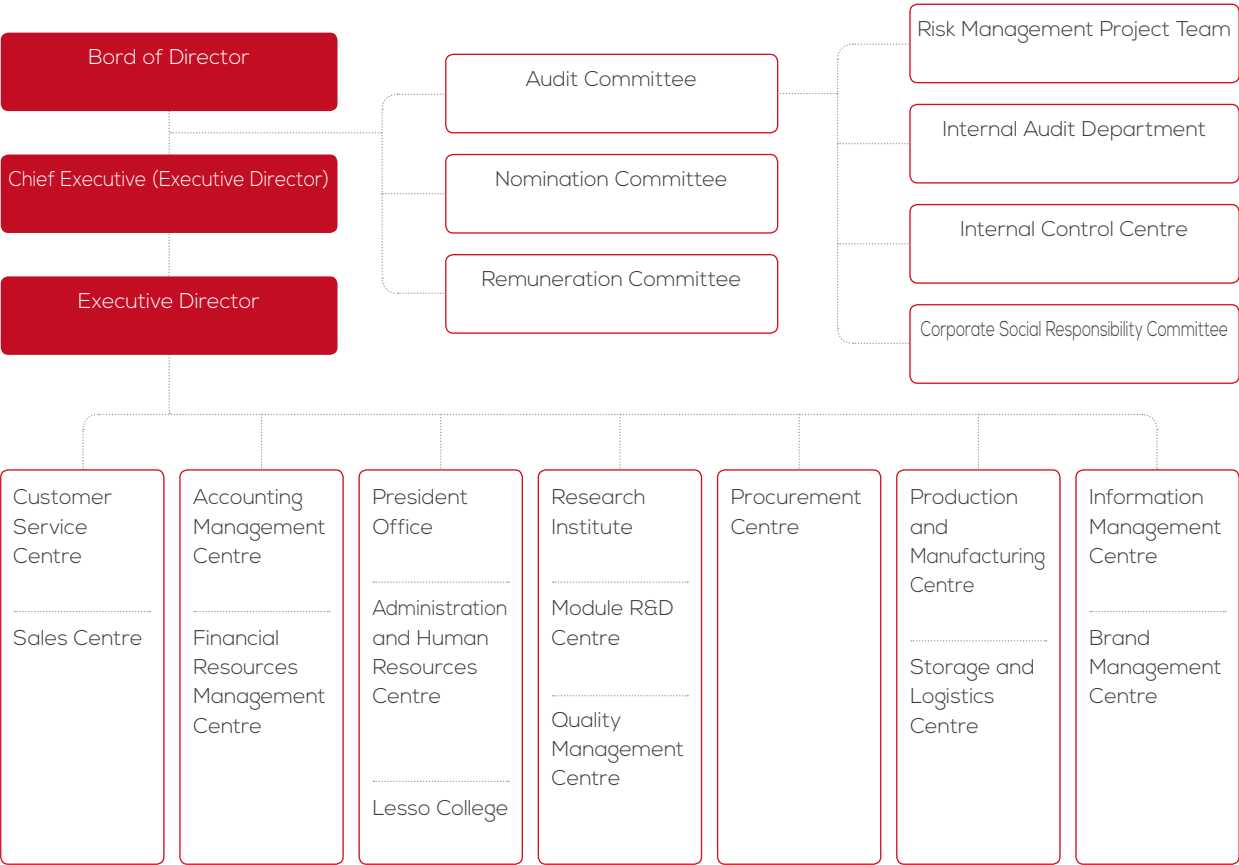 Bord of Director
Chief Executive (Executive Director)
Executive Director
Audit Committee
Nomination Committee
Remuneration Committee
Risk Management Project Team
Internal Audit Department
Internal Control Centre
Corporate Social Responsibility Committee
Customer
Service
Centre
Sales Centre
Accounting
Management
Centre
Financial
Resources
Management
Centre
President
Office
Administration
and Human
Resources
Centre
Lesso College
Research
Institute
Module R&D
Centre
Quality
Management
Centre
Procurement
Centre
Production
and
Manufacturing
Centre
Storage and
Logistics
Centre
Information
Management
Centre
Brand
Management
Centre